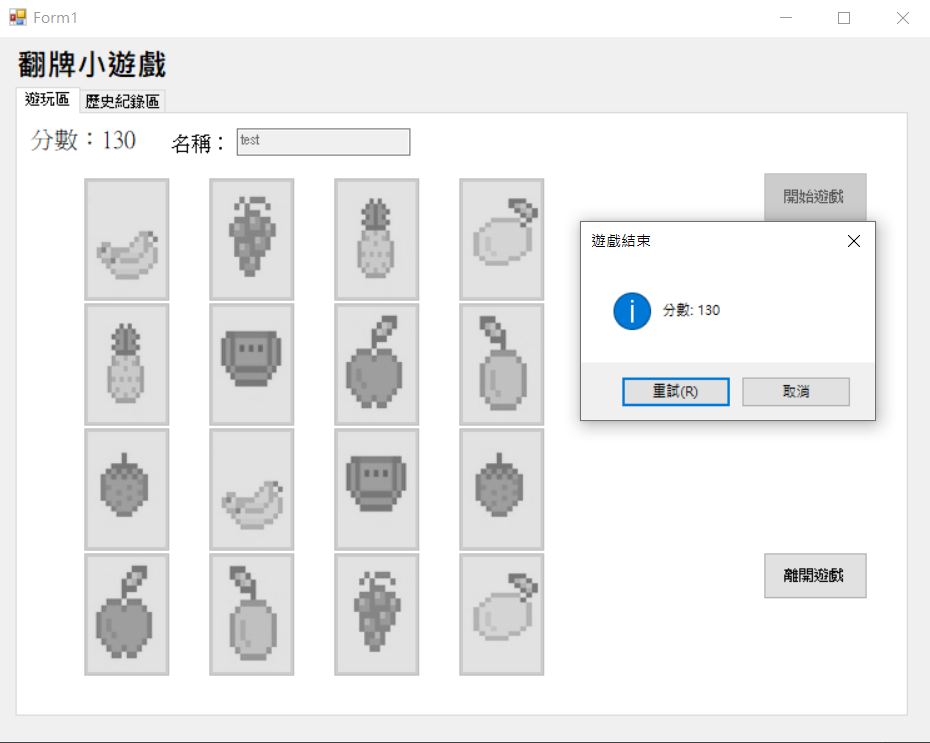 Form1
翻牌小遊戲
遊玩區 歷史紀錄區
分數：130 名稱： test
開始遊戲
遊戲結束
分數: 130
重試(R) 取消
離開遊戲